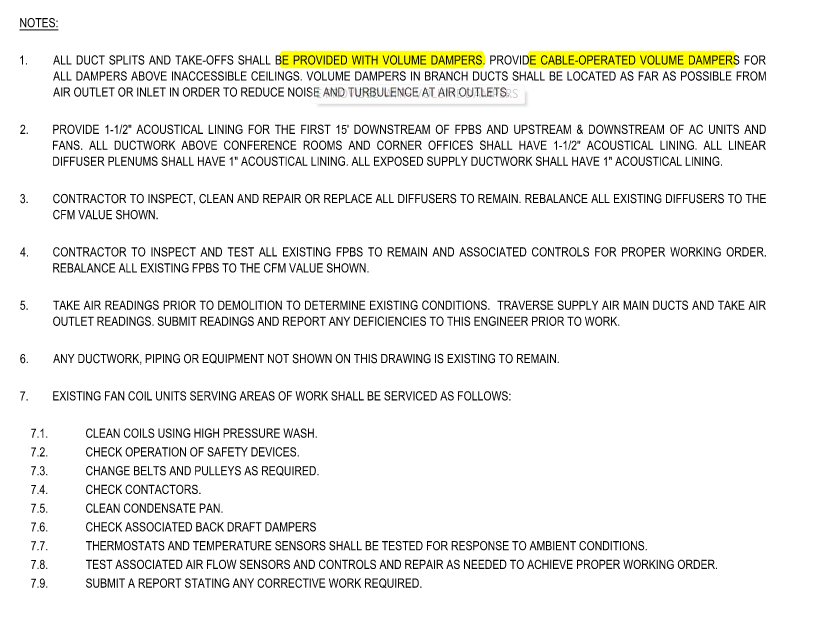 NOTES:
1. ALL DUCT SPLITS AND TAKE-OFFS SHALL BE PROVIDED WITH VOLUME DAMPERS. PROVIDE CABLE-OPERATED VOLUME DAMPERS FOR
ALL DAMPERS ABOVE INACCESSIBLE CEILINGS. VOLUME DAMPERS IN BRANCH DUCTS SHALL BE LOCATED AS FAR AS POSSIBLE FROM
AIR OUTLET OR INLET IN ORDER TO REDUCE NOISE AND TURBULENCE AT AIR OUTLETS.
2. PROVIDE 1-1/2" ACOUSTICAL LINING FOR THE FIRST 15' DOWNSTREAM OF FPBS AND UPSTREAM & DOWNSTREAM OF AC UNITS AND
FANS. ALL DUCTWORK ABOVE CONFERENCE ROOMS AND CORNER OFFICES SHALL HAVE 1-1/2" ACOUSTICAL LINING. ALL LINEAR
DIFFUSER PLENUMS SHALL HAVE 1" ACOUSTICAL LINING. ALL EXPOSED SUPPLY DUCTWORK SHALL HAVE 1" ACOUSTICAL LINING.
3. CONTRACTOR TO INSPECT, CLEAN AND REPAIR OR REPLACE ALL DIFFUSERS TO REMAIN. REBALANCE ALL EXISTING DIFFUSERS TO THE
CFM VALUE SHOWN.
4. CONTRACTOR TO INSPECT AND TEST ALL EXISTING FPBS TO REMAIN AND ASSOCIATED CONTROLS FOR PROPER WORKING ORDER.
REBALANCE ALL EXISTING FPBS TO THE CFM VALUE SHOWN.
5. TAKE AIR READINGS PRIOR TO DEMOLITION TO DETERMINE EXISTING CONDITIONS. TRAVERSE SUPPLY AIR MAIN DUCTS AND TAKE AIR
OUTLET READINGS. SUBMIT READINGS AND REPORT ANY DEFICIENCIES TO THIS ENGINEER PRIOR TO WORK.
6. ANY DUCTWORK, PIPING OR EQUIPMENT NOT SHOWN ON THIS DRAWING IS EXISTING TO REMAIN.
7. EXISTING FAN COIL UNITS SERVING AREAS OF WORK SHALL BE SERVICED AS FOLLOWS:
7.1. CLEAN COILS USING HIGH PRESSURE WASH.
7.2. CHECK OPERATION OF SAFETY DEVICES.
7.3. CHANGE BELTS AND PULLEYS AS REQUIRED.
7.4. CHECK CONTACTORS.
7.5. CLEAN CONDENSATE PAN.
7.6. CHECK ASSOCIATED BACK DRAFT DAMPERS
7.7. THERMOSTATS AND TEMPERATURE SENSORS SHALL BE TESTED FOR RESPONSE TO AMBIENT CONDITIONS.
7.8. TEST ASSOCIATED AIR FLOW SENSORS AND CONTROLS AND REPAIR AS NEEDED TO ACHIEVE PROPER WORKING ORDER.
7.9. SUBMIT A REPORT STATING ANY CORRECTIVE WORK REQUIRED.